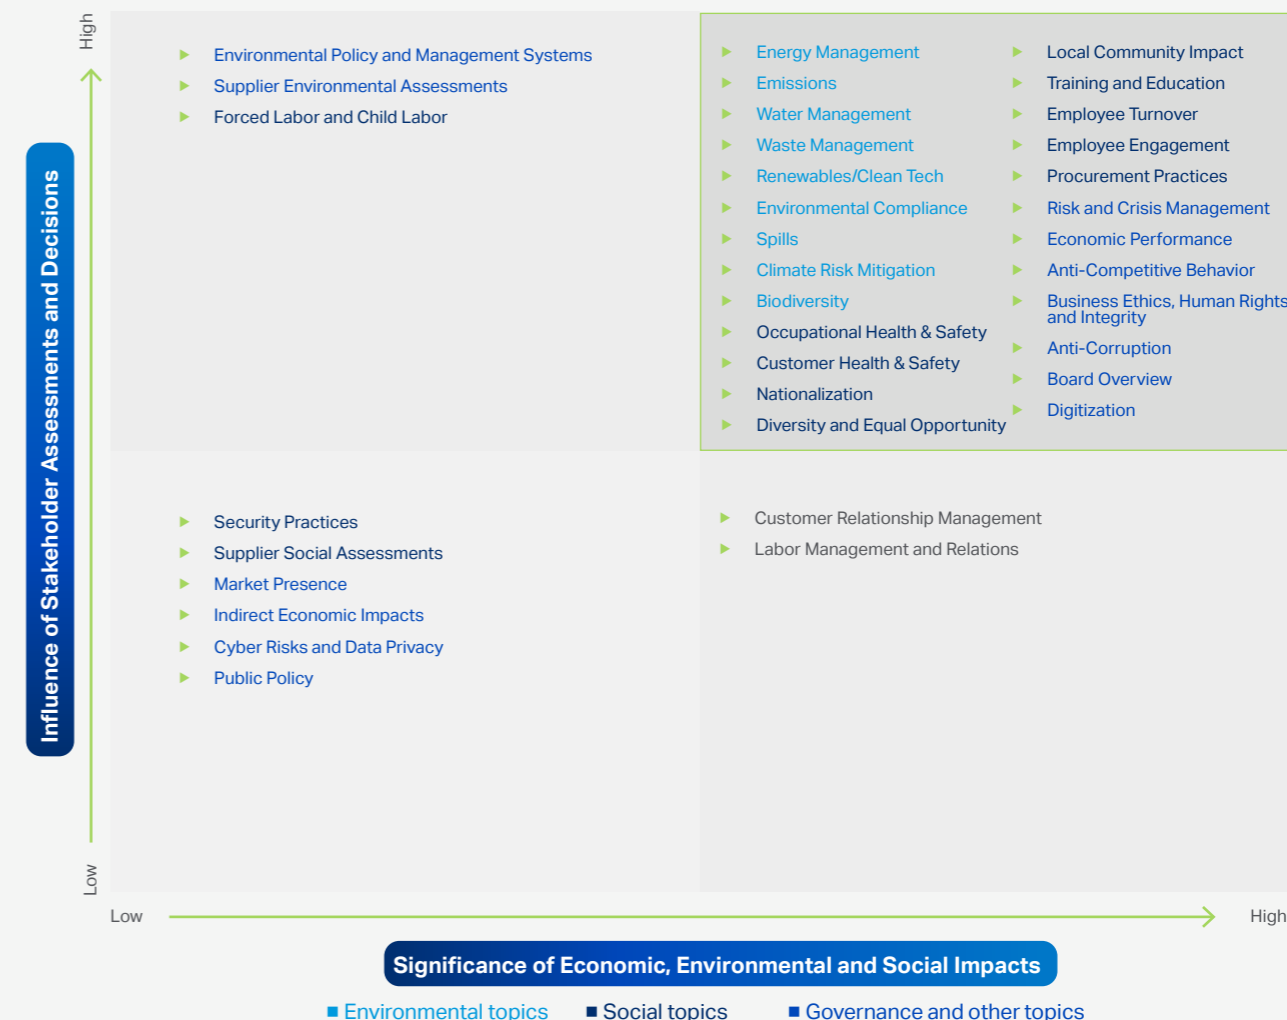 High
Influence of Stakeholder Assessments and Decisions
Low
Environmental Policy and Management Systems
Supplier Environmental Assessments
Forced Labor and Child Labor
Energy Management
Emissions
Water Management
Waste Management
Renewables/Clean Tech
Environmental Compliance
Spills
Climate Risk Mitigation
Biodiversity
Occupational Health & Safety
Customer Health & Safety
Nationalization
Diversity and Equal Opportunity
Local Community Impact
Training and Education
Employee Turnover
Employee Engagement
Procurement Practices
Risk and Crisis Management
Economic Performance
Anti-Competitive Behavior
Business Ethics, Human Rights
and Integrity
Anti-Corruption
Board Overview
Digitization
Security Practices
Supplier Social Assessments
Market Presence
Indirect Economic Impacts
Cyber Risks and Data Privacy
Public Policy
Customer Relationship Management
Labor Management and Relations
Low
High
Significance of Economic, Environmental and Social Impacts
Environmental topics
Social topics
Governance and other topics